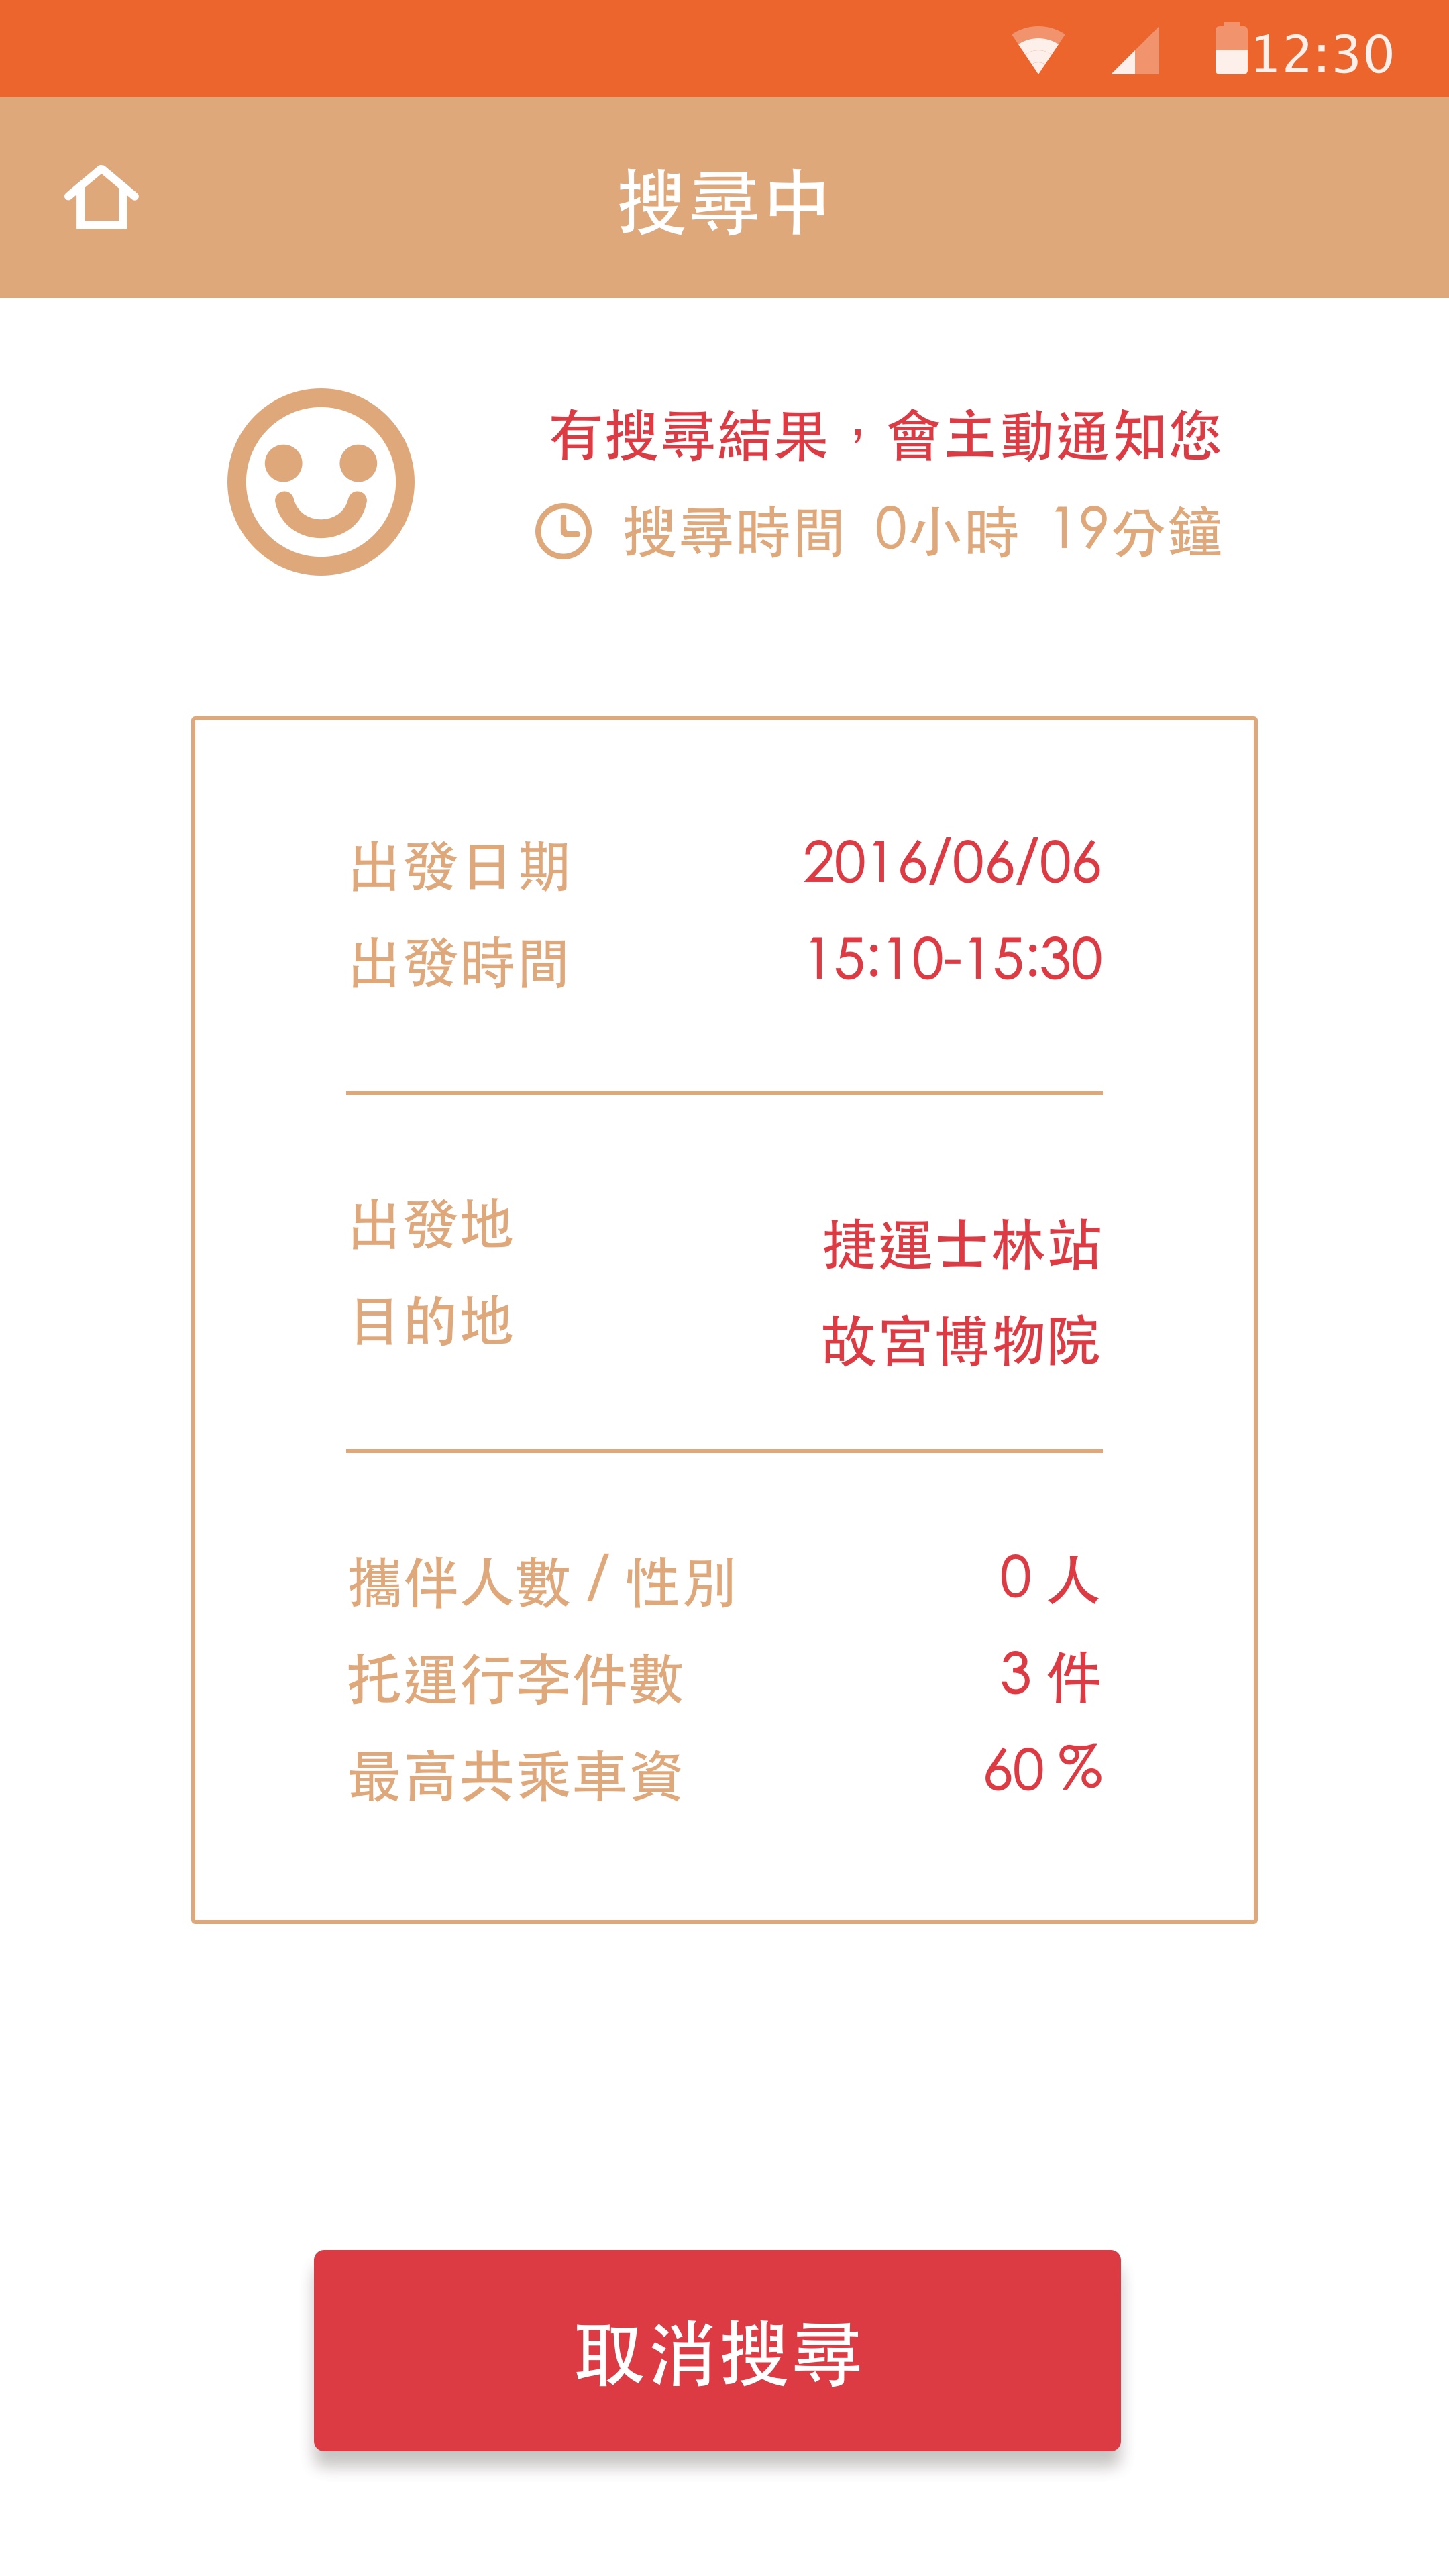 12:30
搜尋中
有搜尋結果，會主動通知您
搜尋時間 0小時 19分鐘
出發日期 2016/06/06
出發時間 15:10-15:30
出發地 捷運士林站
目的地 故宮博物院
攜伴人數 / 性別 0 人
托運行李件數 3 件
最高共乘車資 60 %
取消搜尋